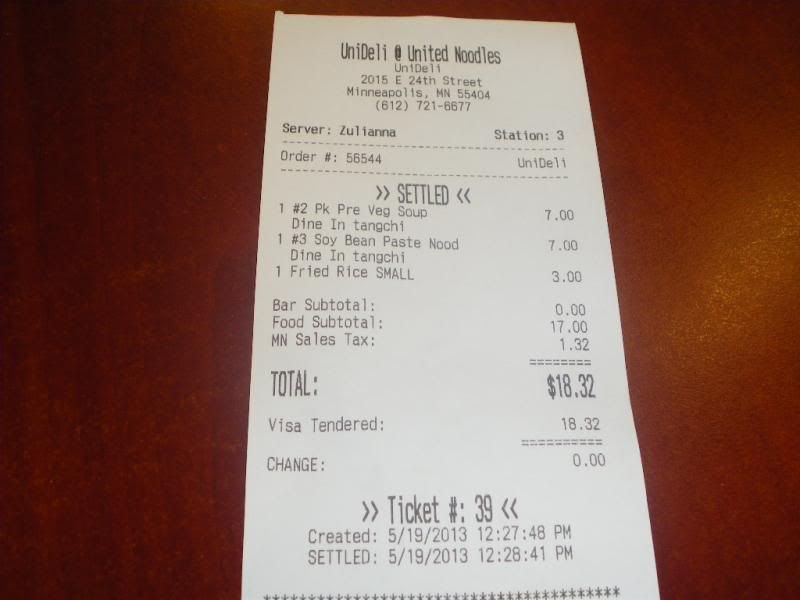 UniDeli @ United Noodles
UniDeli
2015 E 24th Street
Minneapolis, MN 55404
(612) 721-6677
Server: Zulianna Station: 3
Order #: 56544 UniDeli
>> SETTLED <<
1 #2 Pk Pre Veg Soup 7.00
Dine In tangchi
1 #3 Soy Bean Paste Nood 7.00
Dine In tangchi
1 Fried Rice SMALL 3.00
Bar Subtotal: 0.00
Food Subtotal: 17.00
MN Sales Tax: 1.32
========
TOTAL: $18.32
Visa Tendered: 18.32
==========
CHANGE: 0.00
>> Ticket #: 39 <<
Created: 5/19/2013 12:27:48 PM
SETTLED: 5/19/2013 12:28:41 PM
****************************************